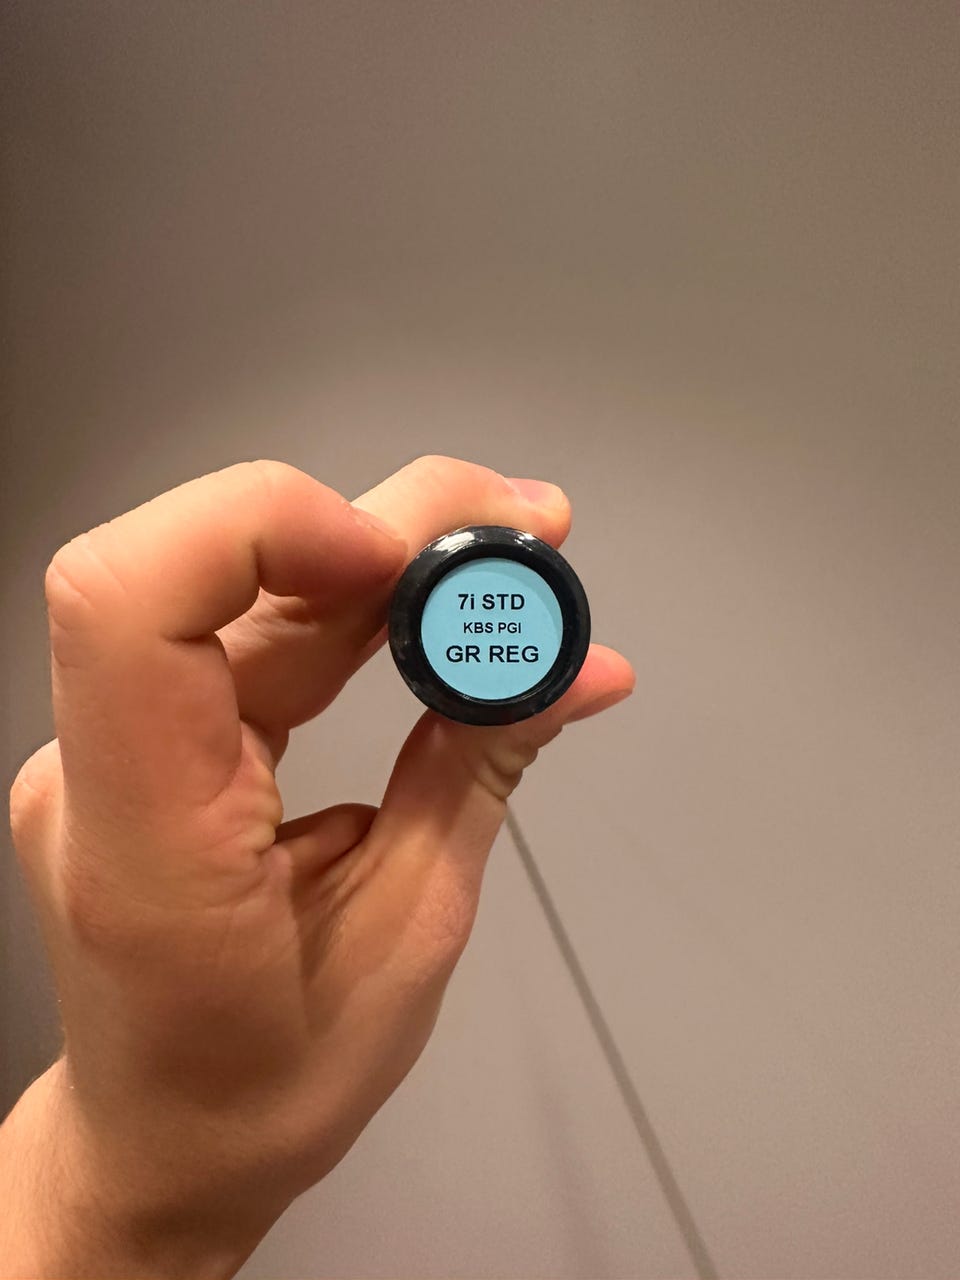 7i STD
KBS PGI
GR REG